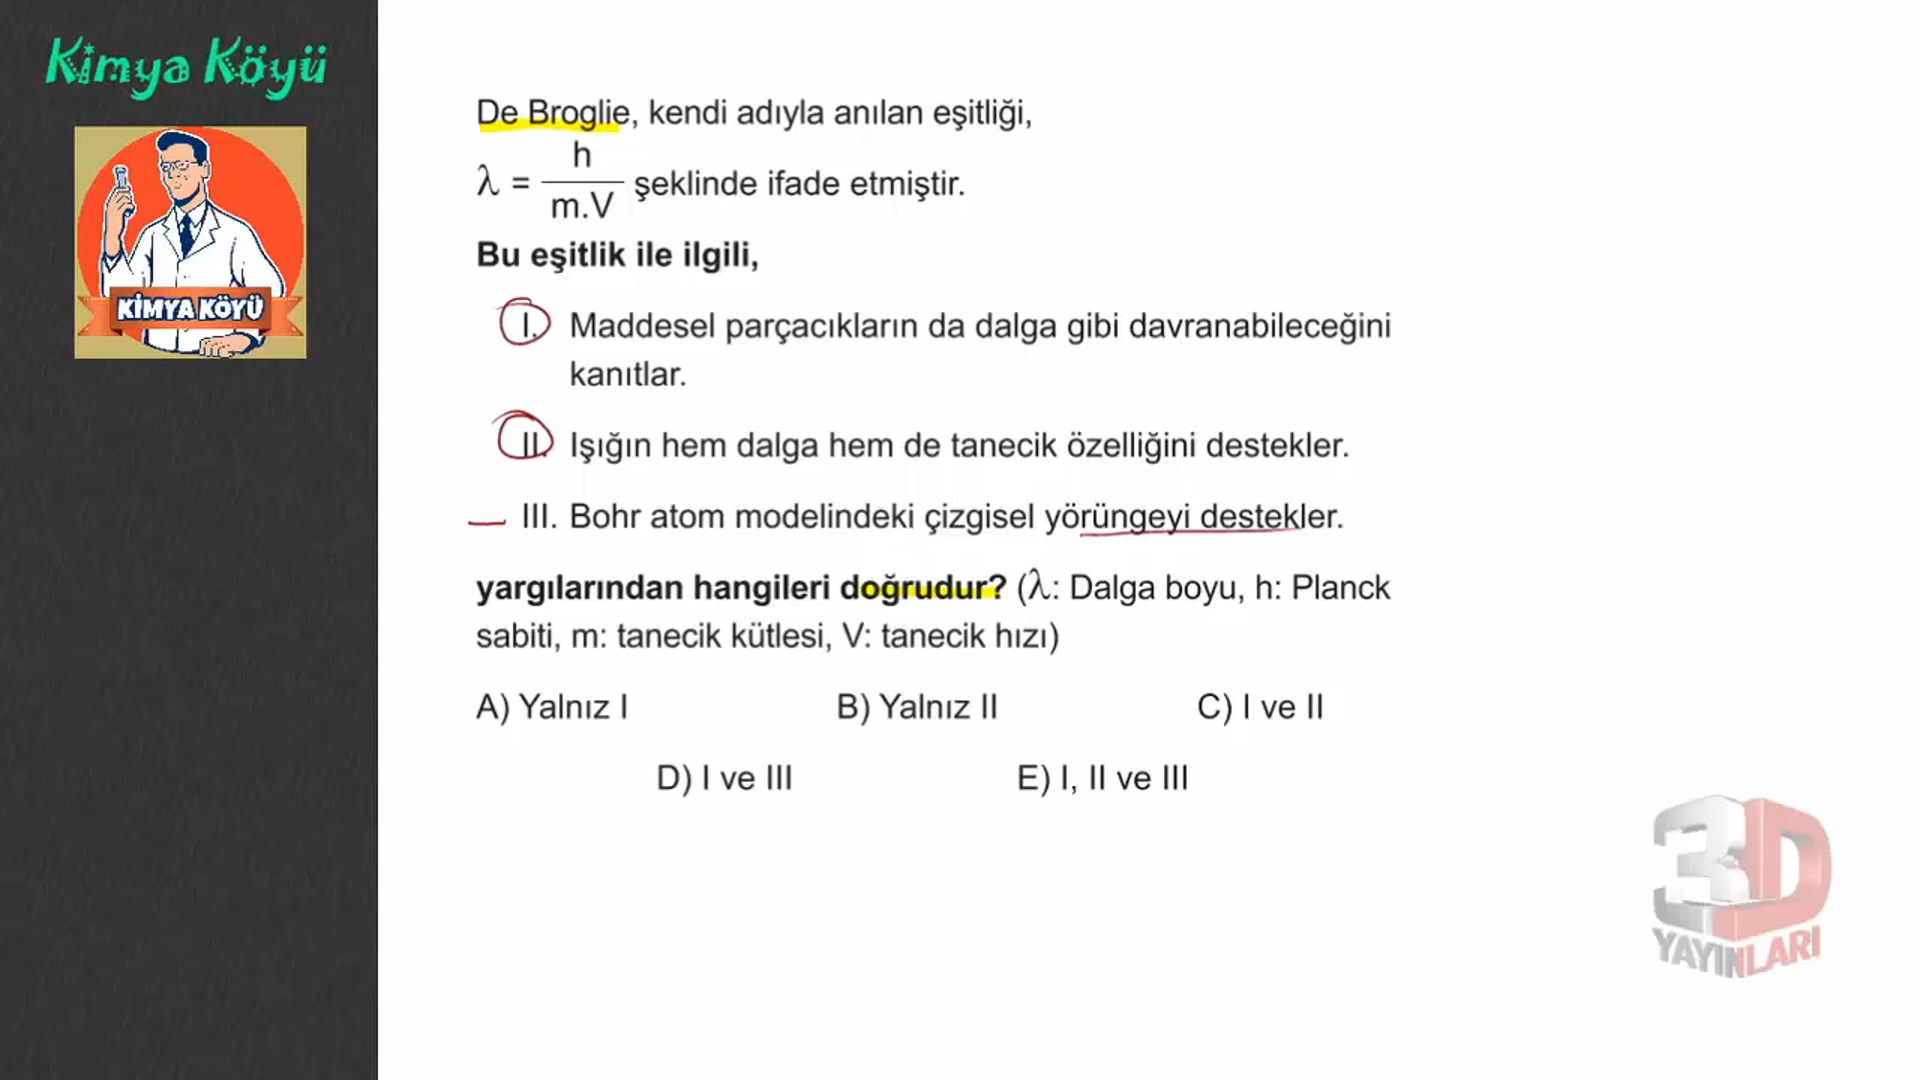 Kimya Köyü
KİMYA KÖYÜ
De Broglie, kendi adıyla anılan eşitliği,
λ = h / m.V şeklinde ifade etmiştir.
Bu eşitlik ile ilgili,
I. Maddesel parçacıkların da dalga gibi davranabileceğini
kanıtlar.
II. Işığın hem dalga hem de tanecik özelliğini destekler.
III. Bohr atom modelindeki çizgisel yörüngeyi destekler.
yargılarından hangileri doğrudur? (λ: Dalga boyu, h: Planck
sabiti, m: tanecik kütlesi, V: tanecik hızı)
A) Yalnız I B) Yalnız II C) I ve II
D) I ve III E) I, II ve III
3D
YAYINLARI